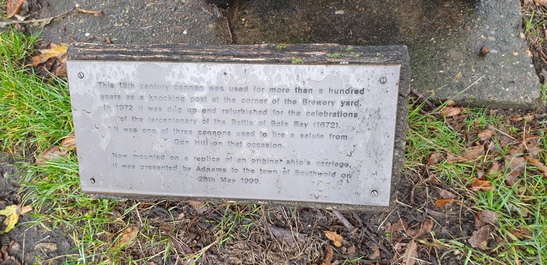 This 18th century cannon was used for more than a hundred
years as a knocking post at the corner of the Brewery yard.
In 1972 it was dug up and refurbished for the celebrations
of the tercentenary of the Battle of Sole Bay (1672).
It was one of three cannons used to fire a salute from
Gun Hill on that occasion.
Now mounted on a replica of an original ship's carriage,
it was presented by Adnams to the town of Southwold on
28th May 1999